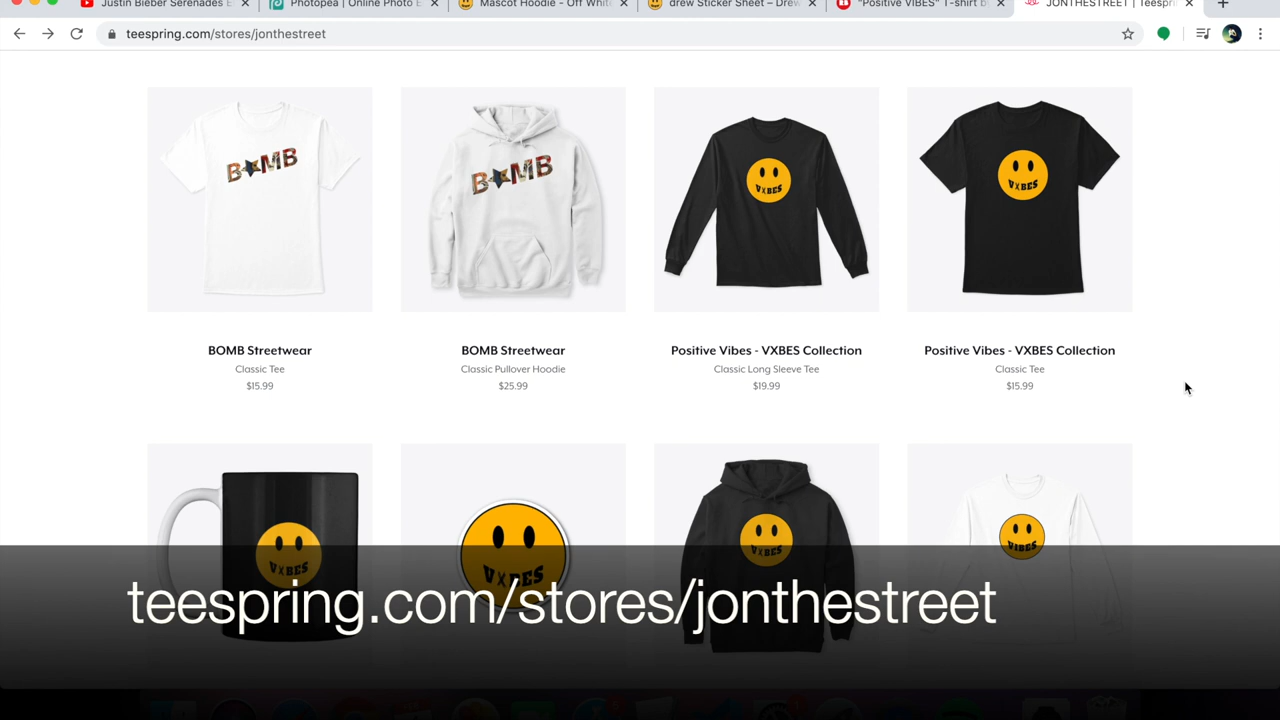 Justin Bieber Serenades E
Photopea | Online Photo E
Mascot Hoodie - Off White
drew Sticker Sheet – Drew
"Positive VIBES" T-shirt b
JONTHESTREET | Teespri
teespring.com/stores/jonthestreet
B★MB
B★MB
VXBES
VXBES
BOMB Streetwear
Classic Tee
$15.99
BOMB Streetwear
Classic Pullover Hoodie
$25.99
Positive Vibes - VXBES Collection
Classic Long Sleeve Tee
$19.99
Positive Vibes - VXBES Collection
Classic Tee
$15.99
VXBES
VXBES
VXBES
VIBES
teespring.com/stores/jonthestreet